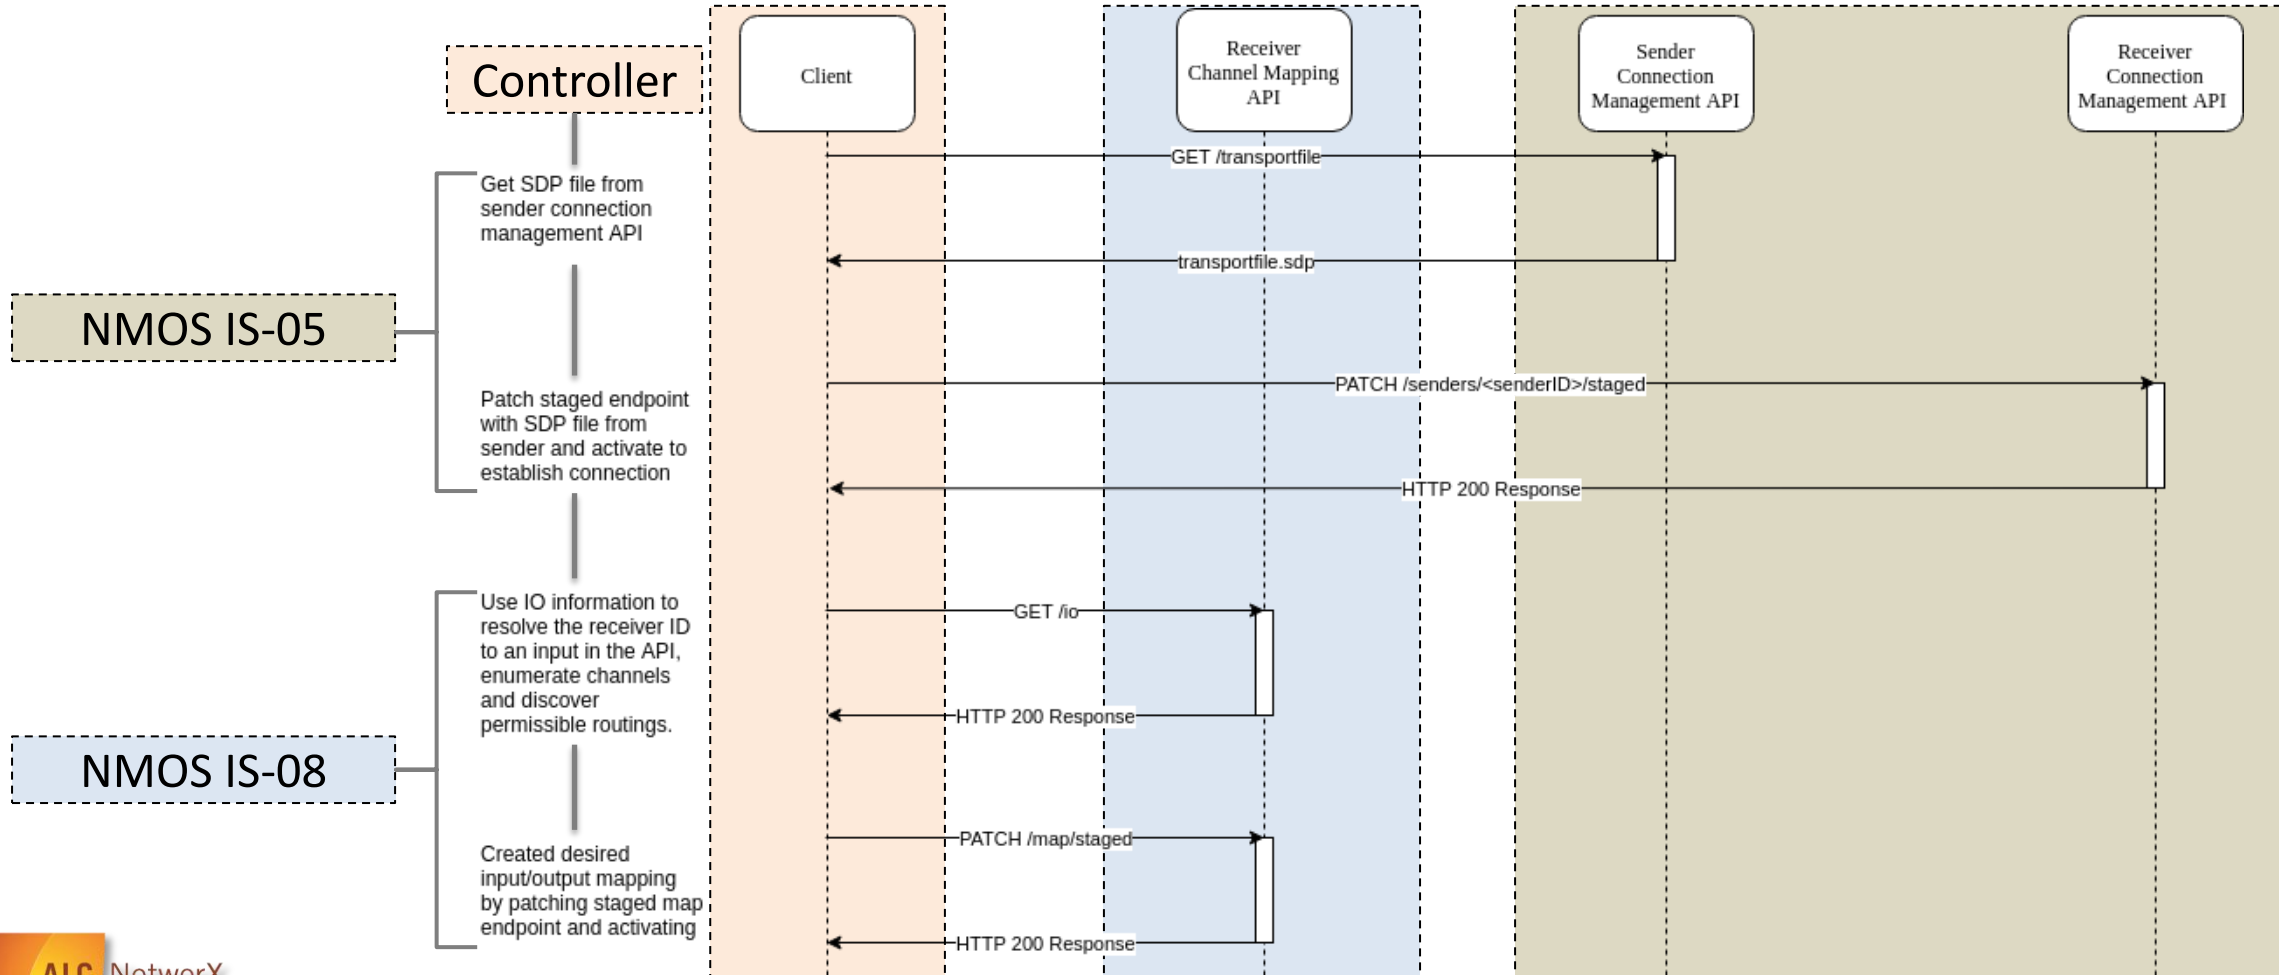 Controller
Client
Receiver
Channel Mapping
API
Sender
Connection
Management API
Receiver
Connection
Management API
GET /transportfile
Get SDP file from
sender connection
management API
transportfile.sdp
NMOS IS-05
PATCH /senders/<senderID>/staged
Patch staged endpoint
with SDP file from
sender and activate to
establish connection
HTTP 200 Response
Use IO information to
resolve the receiver ID
to an input in the API,
enumerate channels
and discover
permissible routings.
GET /io
HTTP 200 Response
NMOS IS-08
PATCH /map/staged
Created desired
input/output mapping
by patching staged map
endpoint and activating
HTTP 200 Response
ALC NetworX